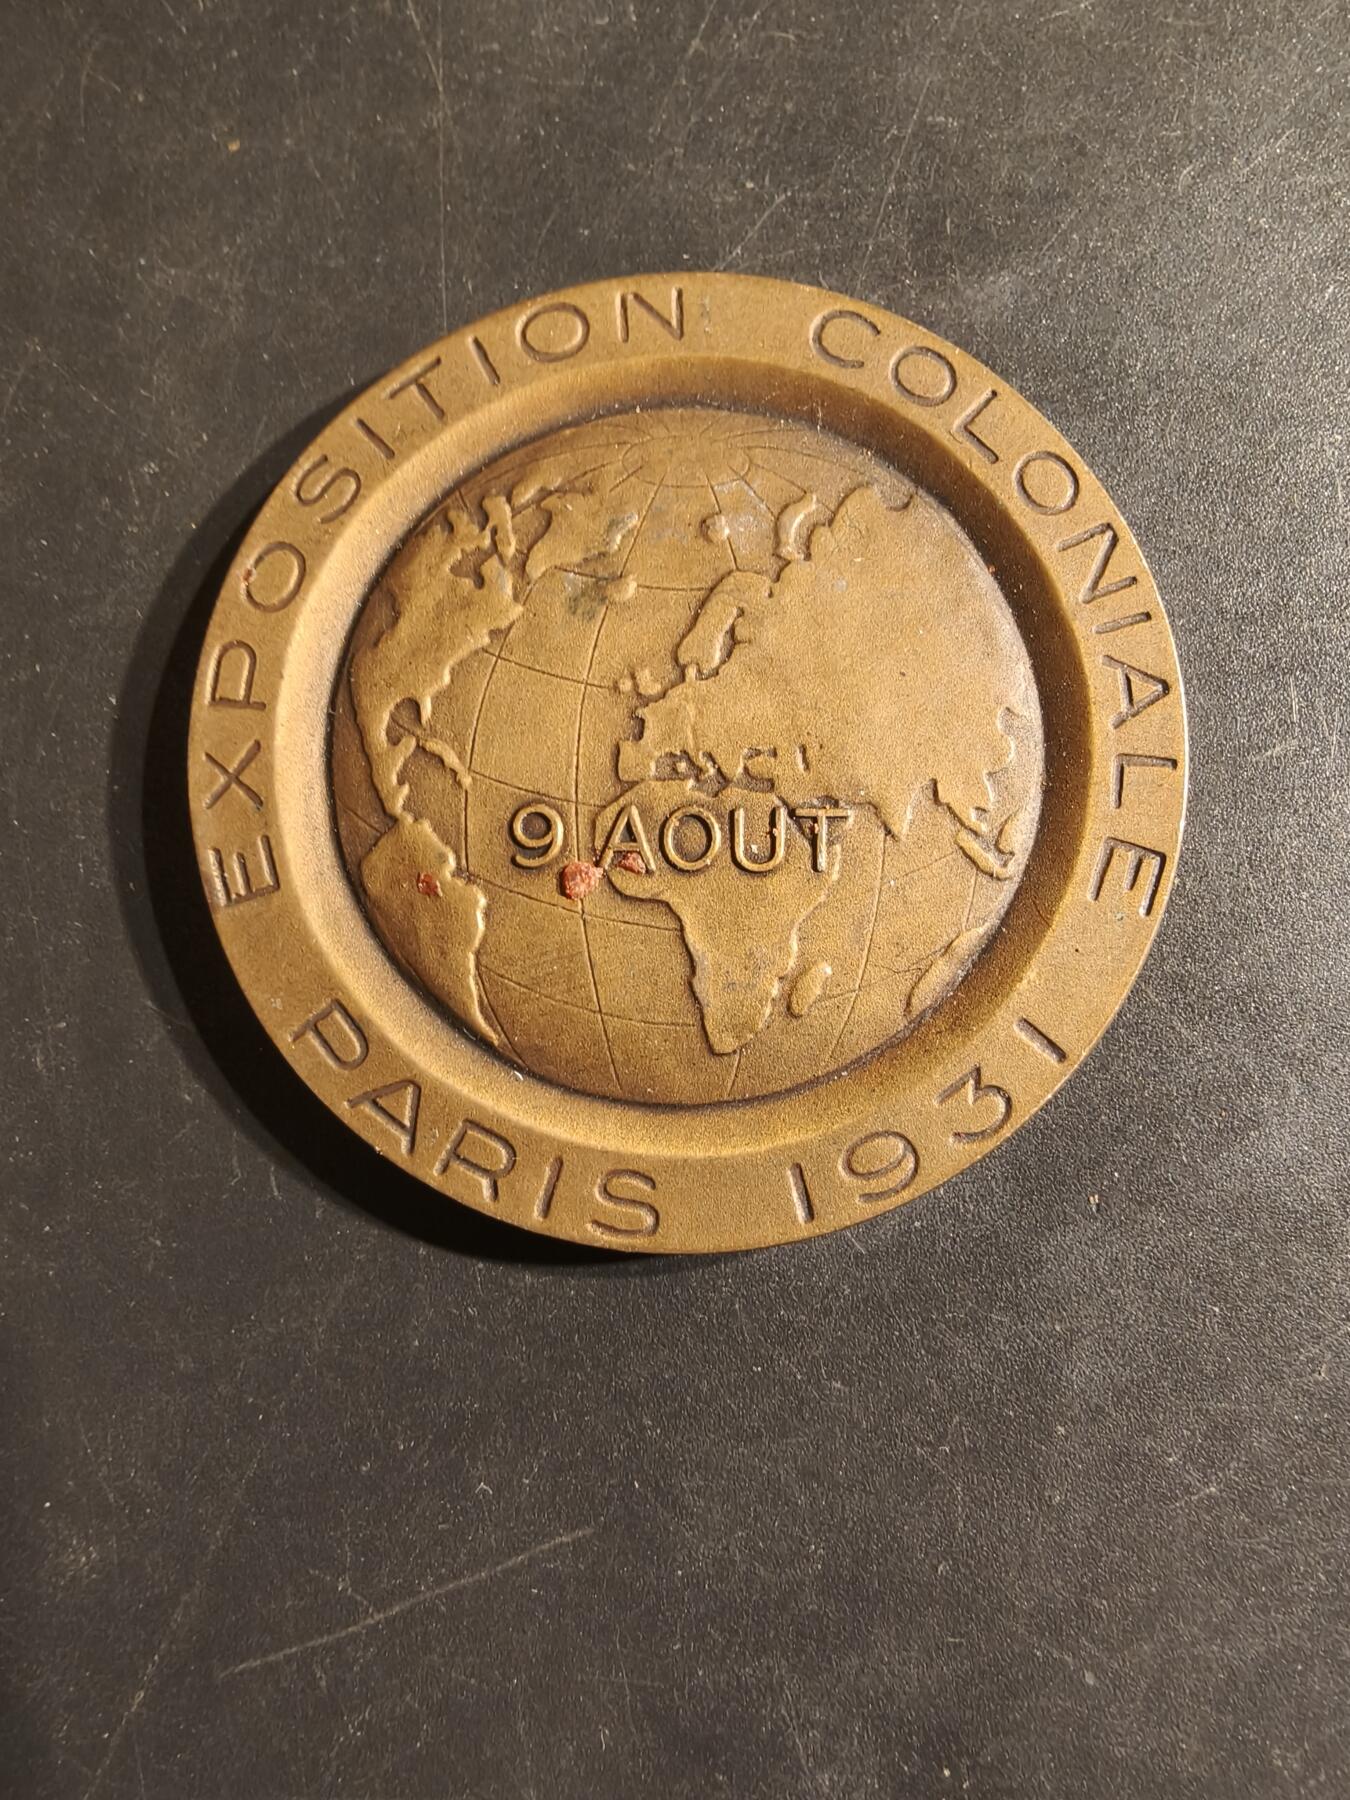 EXPOSITION COLONIALE
9 AOUT
PARIS 1931